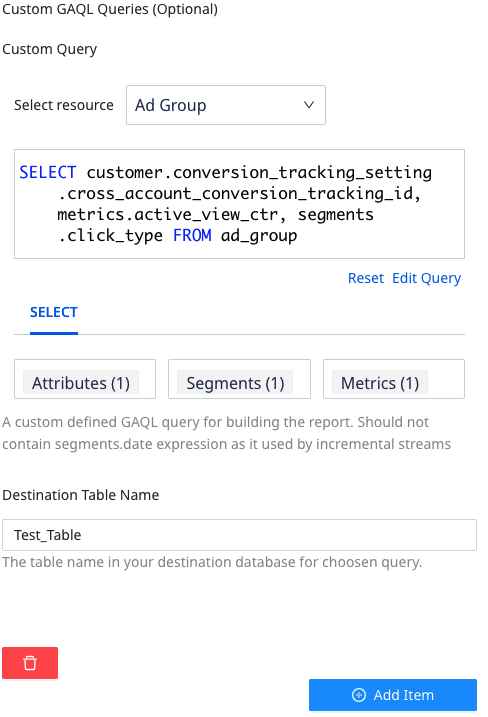 Custom GAQL Queries (Optional)
Custom Query
Select resource Ad Group
SELECT customer.conversion_tracking_setting
.cross_account_conversion_tracking_id,
metrics.active_view_ctr, segments
.click_type FROM ad_group
Reset Edit Query
SELECT
Attributes (1) Segments (1) Metrics (1)
A custom defined GAQL query for building the report. Should not
contain segments.date expression as it used by incremental streams
Destination Table Name
Test_Table
The table name in your destination database for choosen query.
Add Item